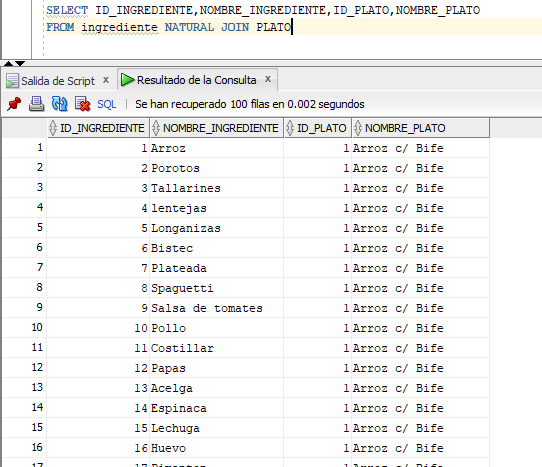 SELECT ID_INGREDIENTE,NOMBRE_INGREDIENTE,ID_PLATO,NOMBRE_PLATO
FROM ingrediente NATURAL JOIN PLATO
Salida de Script x Resultado de la Consulta x
SQL | Se han recuperado 100 filas en 0.002 segundos
ID_INGREDIENTE NOMBRE_INGREDIENTE ID_PLATO NOMBRE_PLATO
1 1 Arroz 1 Arroz c/ Bife
2 2 Porotos 1 Arroz c/ Bife
3 3 Tallarines 1 Arroz c/ Bife
4 4 lentejas 1 Arroz c/ Bife
5 5 Longanizas 1 Arroz c/ Bife
6 6 Bistec 1 Arroz c/ Bife
7 7 Plateada 1 Arroz c/ Bife
8 8 Spaguetti 1 Arroz c/ Bife
9 9 Salsa de tomates 1 Arroz c/ Bife
10 10 Pollo 1 Arroz c/ Bife
11 11 Costillar 1 Arroz c/ Bife
12 12 Papas 1 Arroz c/ Bife
13 13 Acelga 1 Arroz c/ Bife
14 14 Espinaca 1 Arroz c/ Bife
15 15 Lechuga 1 Arroz c/ Bife
16 16 Huevo 1 Arroz c/ Bife